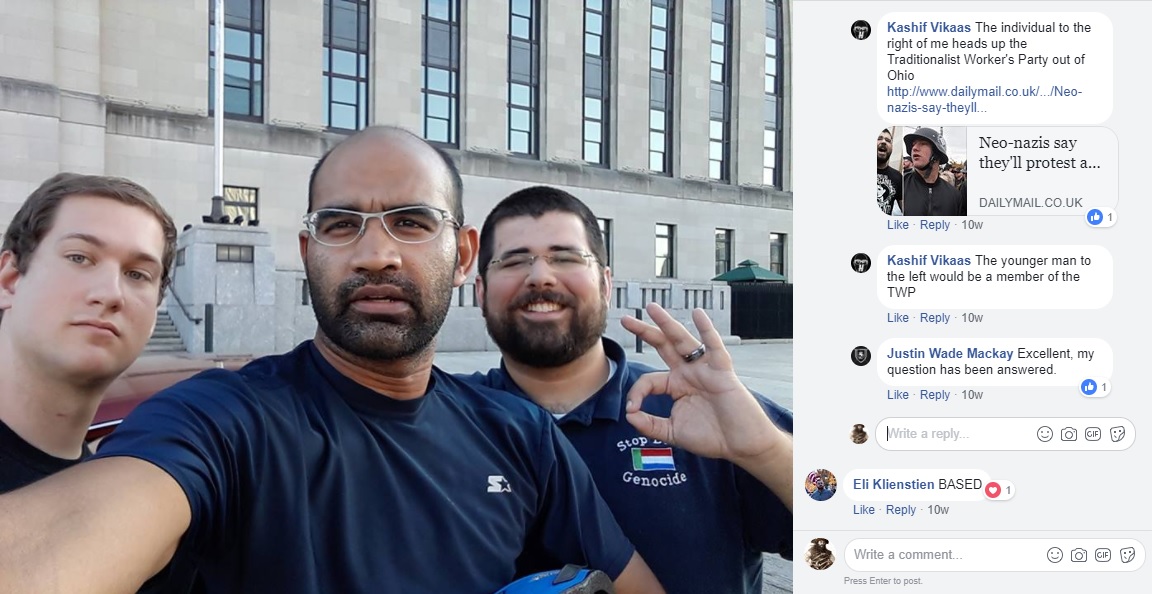 Stop
Genocide
Kashif Vikaas The individual to the
right of me heads up the
Traditionalist Worker's Party out of
Ohio
http://www.dailymail.co.uk/.../Neo-
nazis-say-theyll...
Neo-nazis say
they'll protest a...
DAILYMAIL.CO.UK
1
Like · Reply · 10w
Kashif Vikaas The younger man to
the left would be a member of the
TWP
Like · Reply · 10w
Justin Wade Mackay Excellent, my
question has been answered.
1
Like · Reply · 10w
Write a reply...
GIF
Eli Klienstien BASED
1
Like · Reply · 10w
Write a comment...
GIF
Press Enter to post.